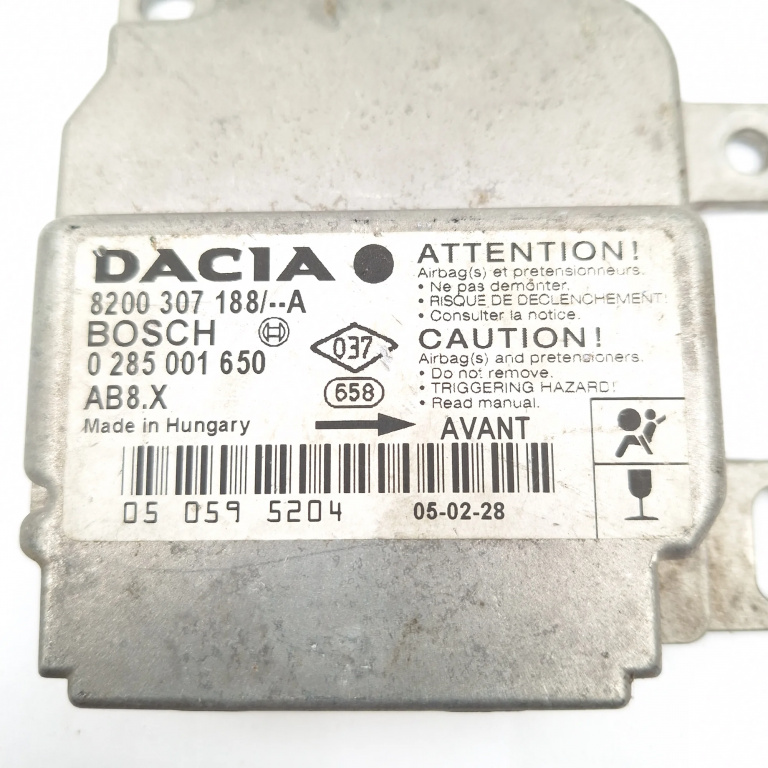 DACIA
8200 307 188/--A
BOSCH
0 285 001 650
AB8.X
Made in Hungary
037
658
ATTENTION!
Airbag(s) et pretensionneurs.
• Ne pas demónter.
• RISQUE DE DECLENCHEMENT!
• Consulter la notice.
CAUTION!
Airbag(s) and pretensioners.
• Do not remove.
• TRIGGERING HAZARD!
• Read manual.
AVANT
05 059 5204
05-02-28